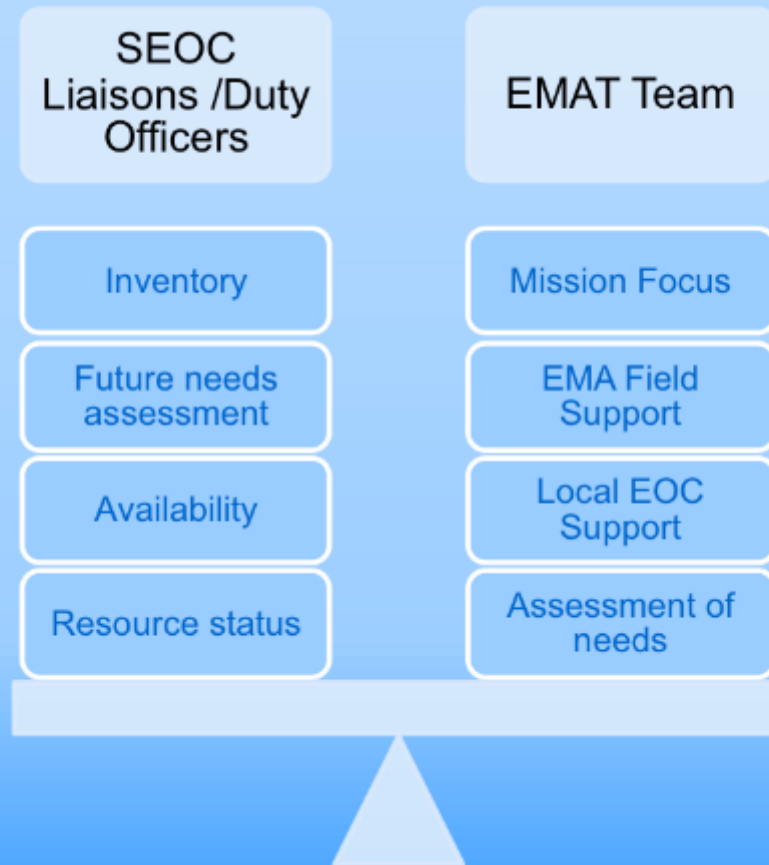 SEOC
Liaisons /Duty
Officers
Inventory
Future needs
assessment
Availability
Resource status
EMAT Team
Mission Focus
EMA Field
Support
Local EOC
Support
Assessment of
needs